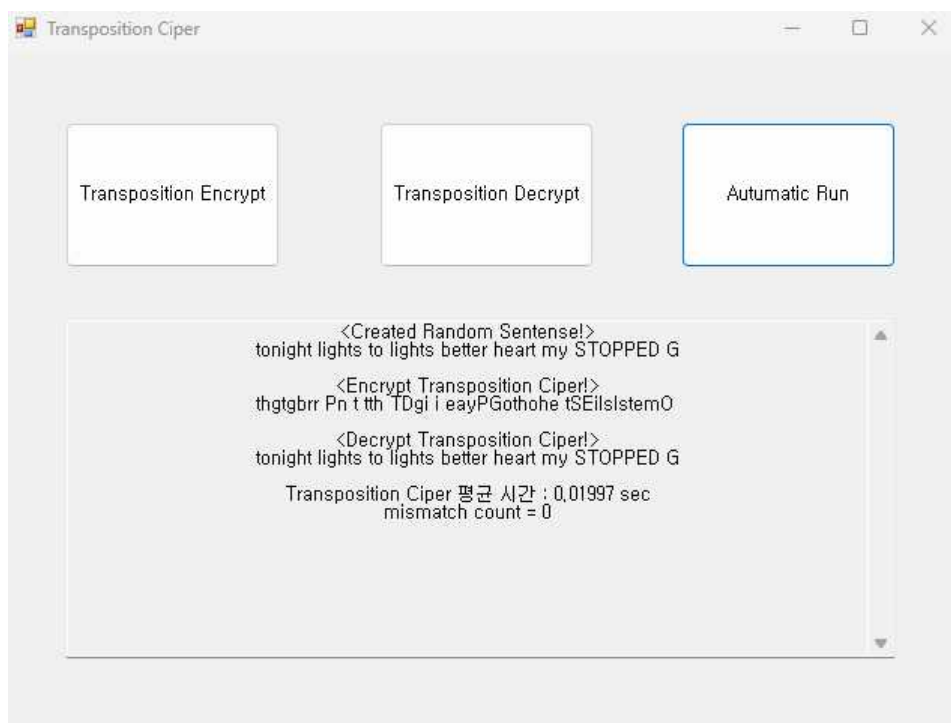 Transposition Ciper
Transposition Encrypt
Transposition Decrypt
Autumatic Run
<Created Random Sentense!>
tonight lights to lights better heart my STOPPED G
<Encrypt Transposition Ciper!>
thgtgbrr Pn t tth TDgi i eayPGothohe tSEilslstemO
<Decrypt Transposition Ciper!>
tonight lights to lights better heart my STOPPED G
Transposition Ciper 평균 시간 : 0,01997 sec
mismatch count = 0